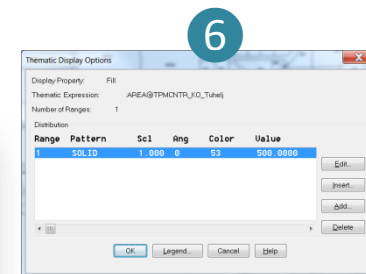 6
Thematic Display Options
Display Property: Fill
Thematic Expression: :AREA@TPMCNTR_KO_Tuhelj
Number of Ranges: 1
Distribution
Range Pattern Scl Ang Color Value
1 SOLID 1.000 0 53 500.0000
Edit...
Insert...
Add...
Delete
OK Legend... Cancel Help